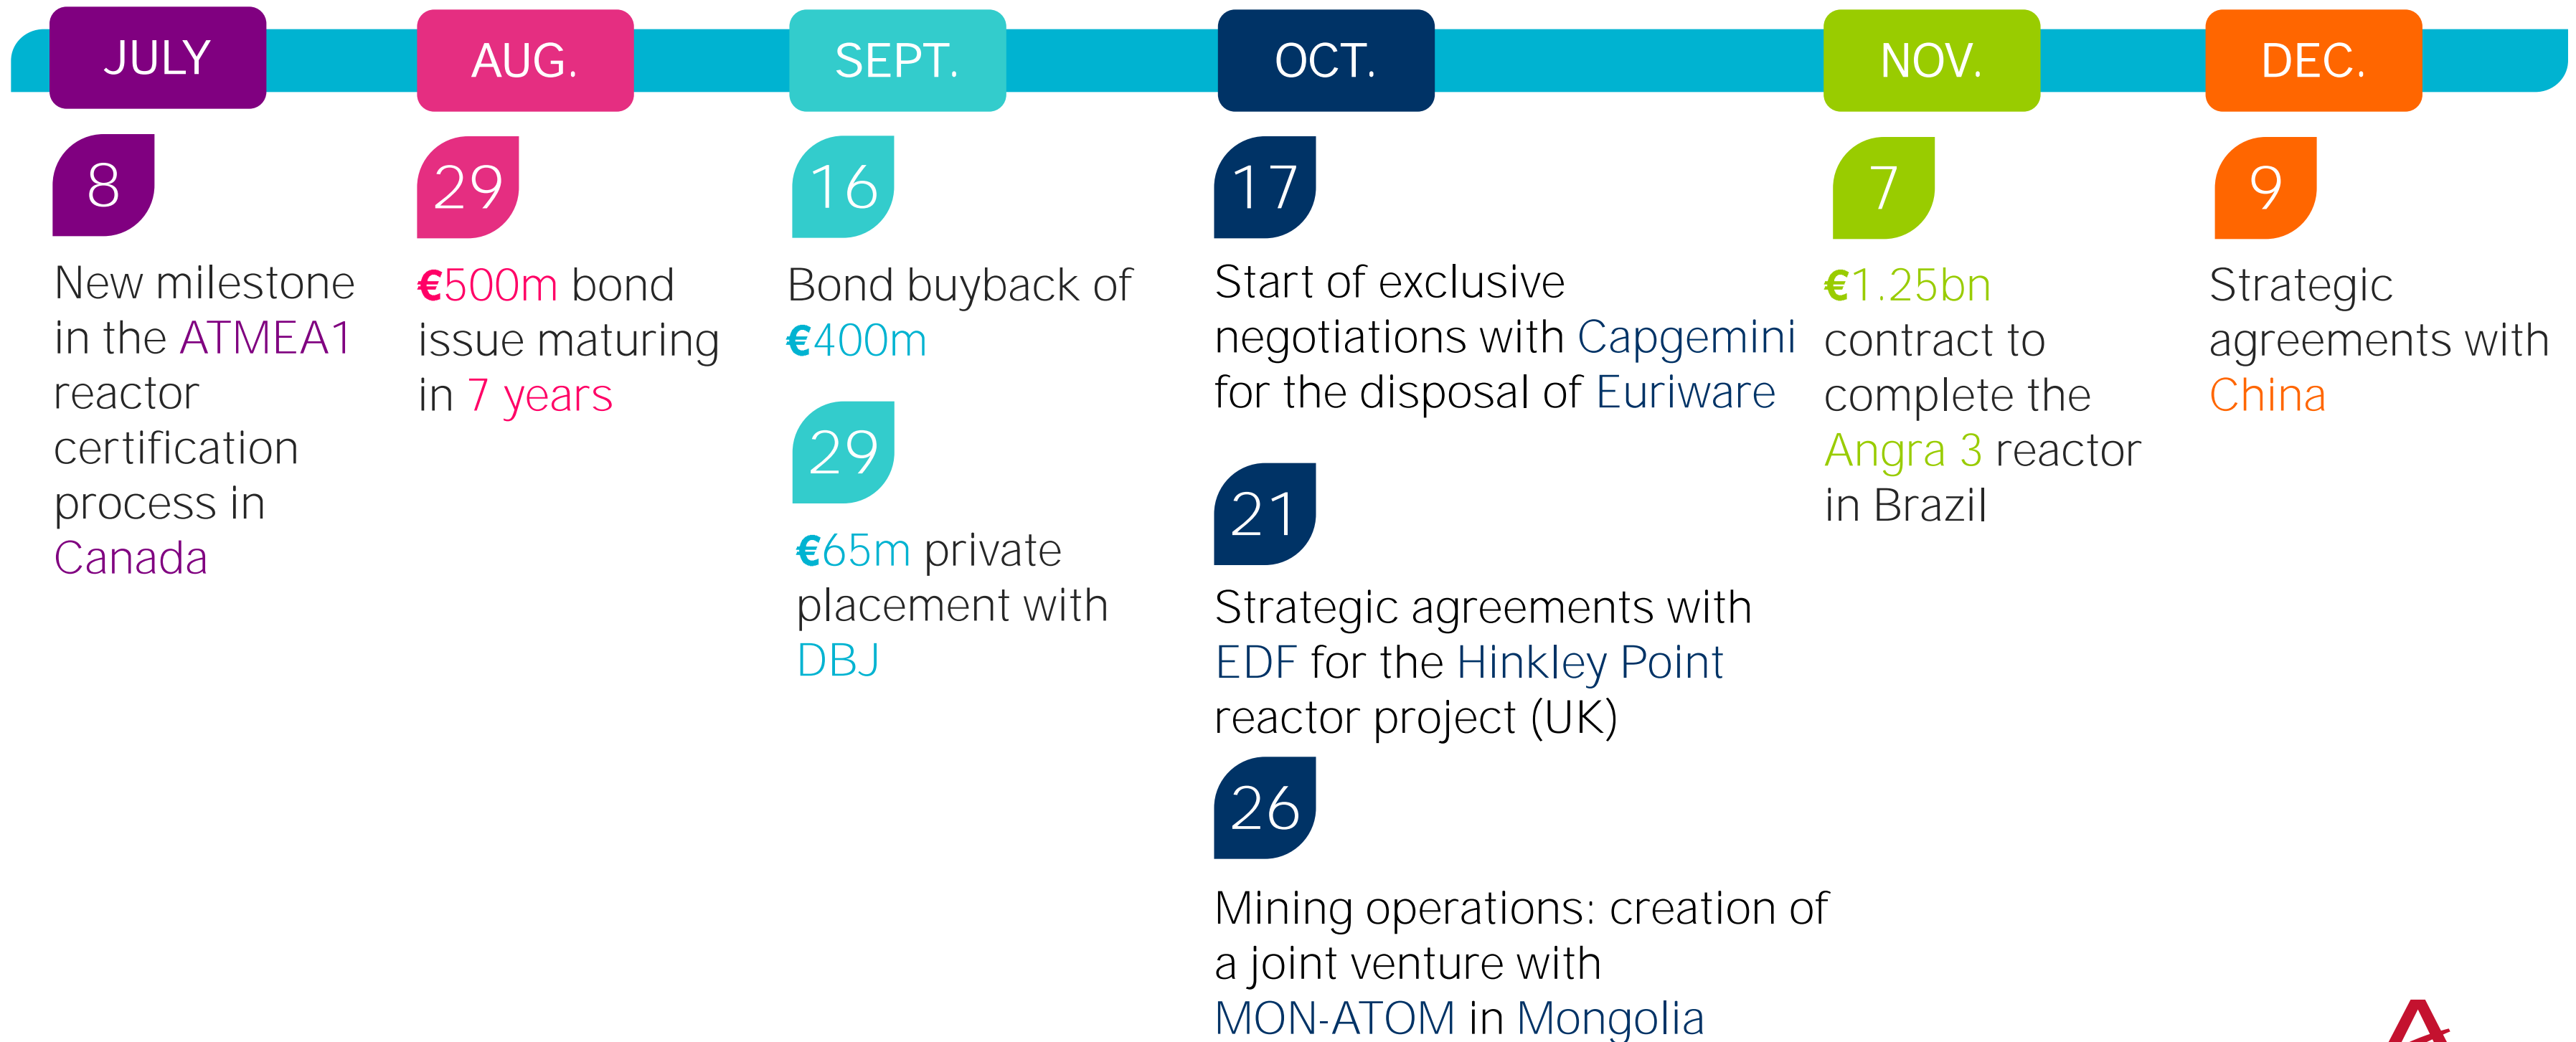 JULY
8
New milestone
in the ATMEA1
reactor
certification
process in
Canada
AUG.
29
€500m bond
issue maturing
in 7 years
SEPT.
16
Bond buyback of
€400m
29
€65m private
placement with
DBJ
OCT.
17
Start of exclusive
negotiations with Capgemini
for the disposal of Euriware
21
Strategic agreements with
EDF for the Hinkley Point
reactor project (UK)
26
Mining operations: creation of
a joint venture with
MON-ATOM in Mongolia
NOV.
7
€1.25bn
contract to
complete the
Angra 3 reactor
in Brazil
DEC.
9
Strategic
agreements with
China